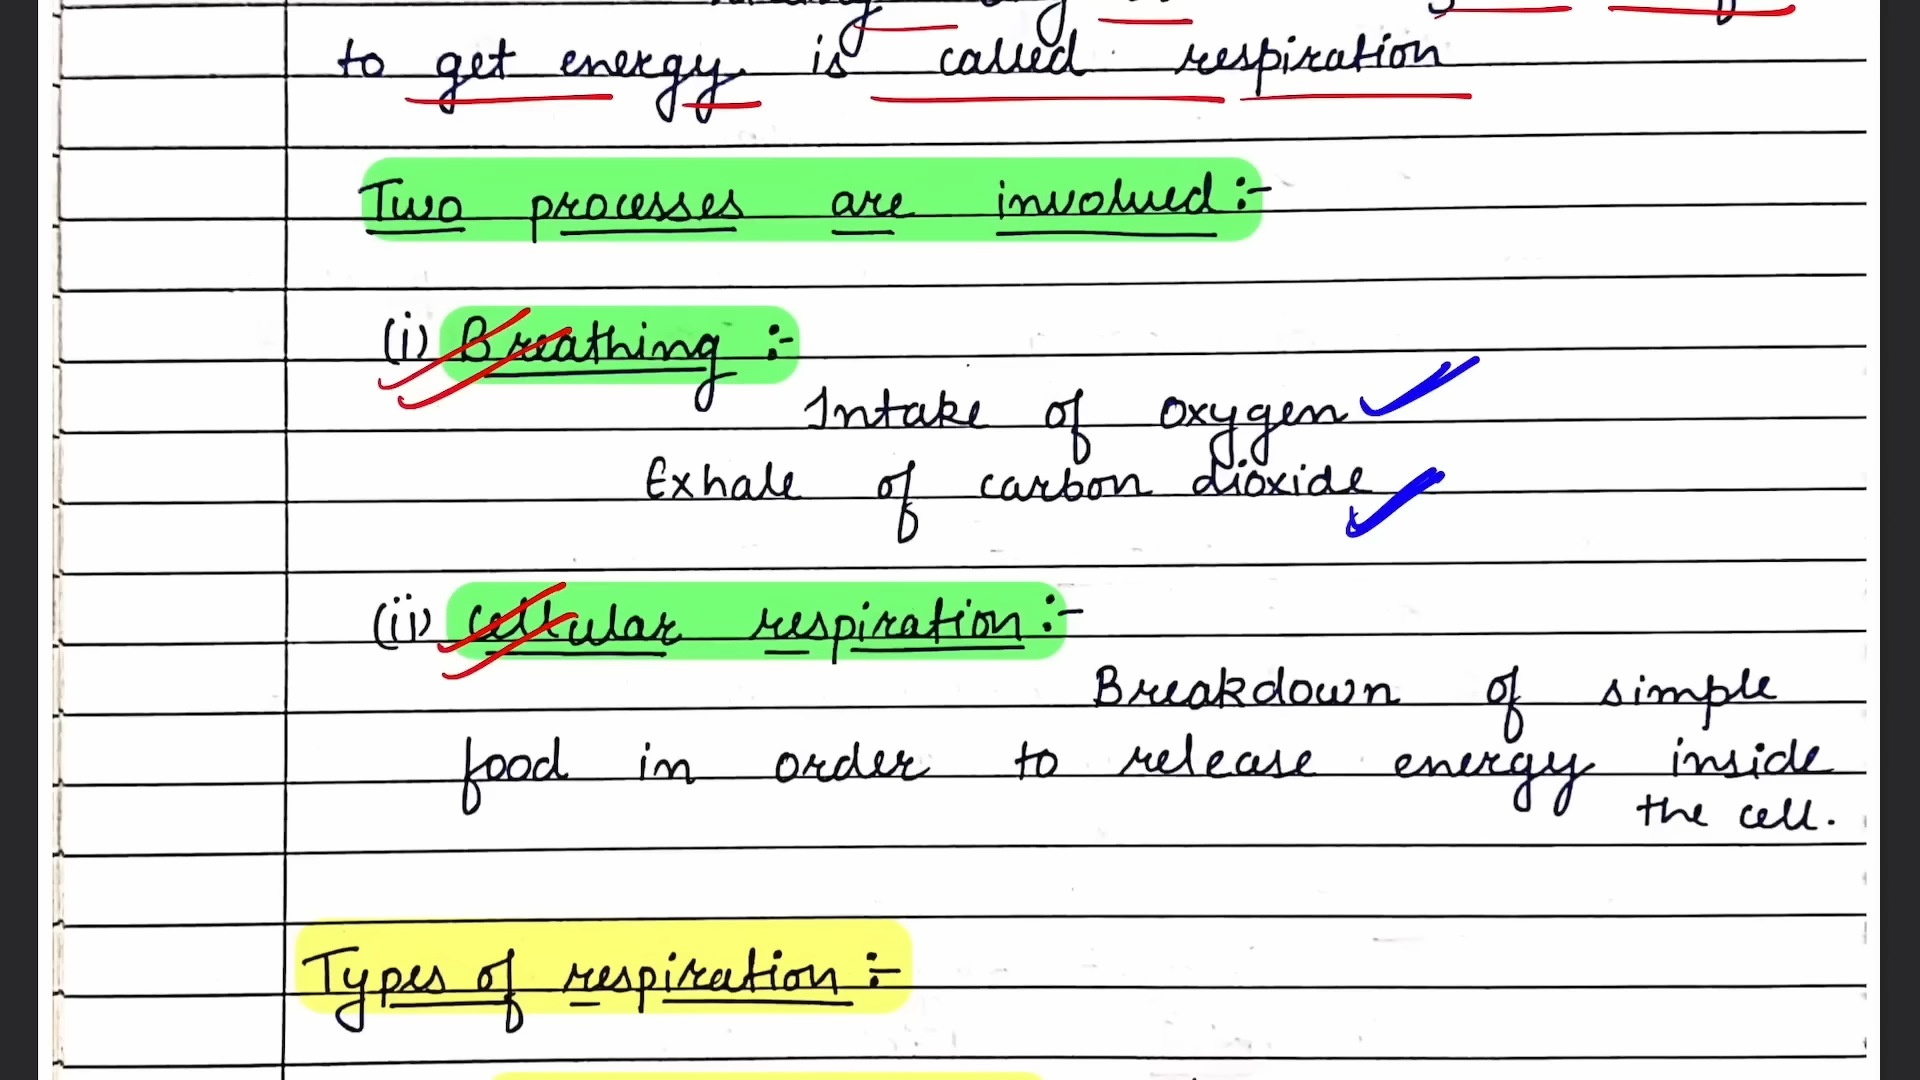 to get energy is called respiration
Two processes are involved:-
(i) Breathing :-
Intake of oxygen
Exhale of carbon dioxide
(ii) cellular respiration :-
Breakdown of simple
food in order to release energy inside
the cell.
Types of respiration :-